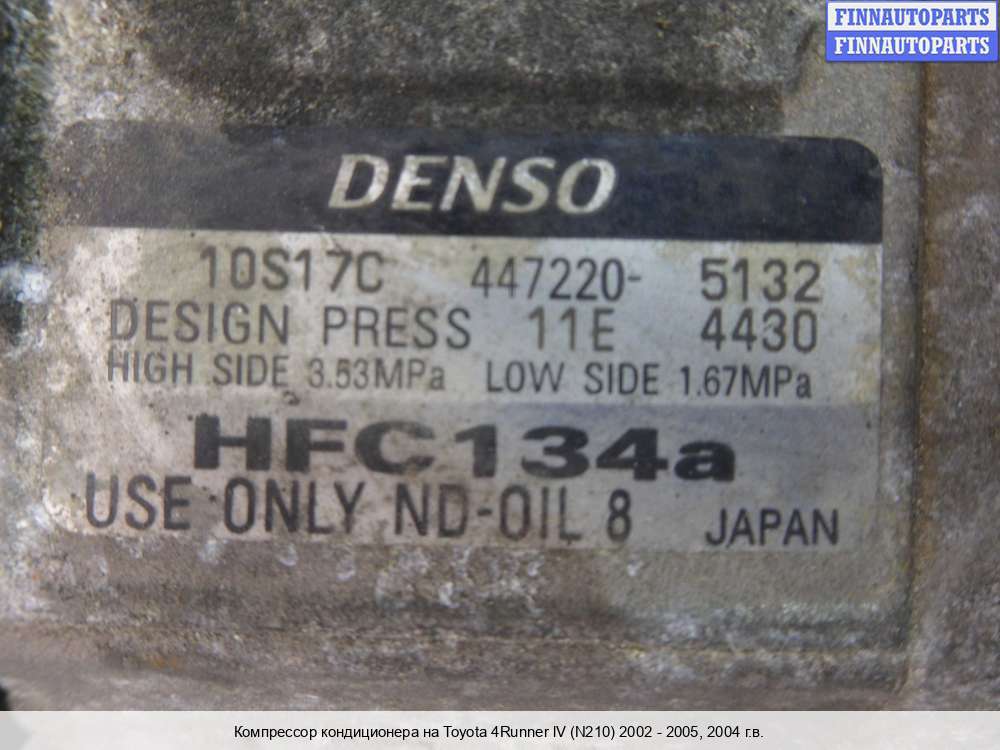 FINNAUTOPARTS
FINNAUTOPARTS
DENSO
10S17C 447220- 5132
DESIGN PRESS 11E 4430
HIGH SIDE 3.53MPa LOW SIDE 1.67MPa
HFC134a
USE ONLY ND-OIL 8 JAPAN
Компрессор кондиционера на Toyota 4Runner IV (N210) 2002 - 2005, 2004 г.в.